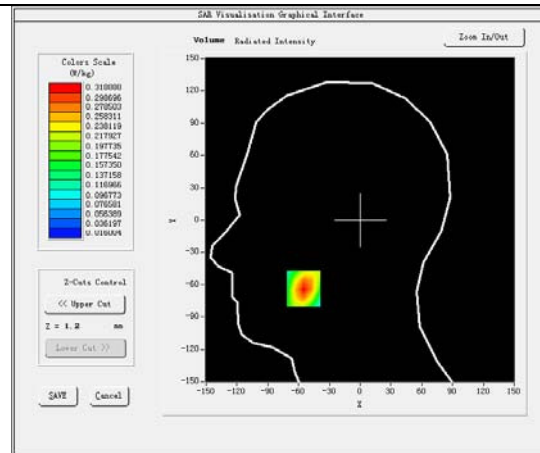 SAR Visualisation Graphical Interface
Volume Radiated Intensity
Zoom In/Out
Colors Scale
(W/kg)
0.318888
0.298696
0.278503
0.258311
0.238119
0.217927
0.197735
0.177542
0.157350
0.137158
0.116966
0.096773
0.076581
0.056389
0.036197
0.016004
Z-Cuts Control
<< Upper Cut
Z = 1.2 mm
Lower Cut >>
SAVE Cancel
150
120
90
60
30
0
-30
-60
-90
-120
-150
Y
-150 -120 -90 -60 -30 0 30 60 90 120 150
X